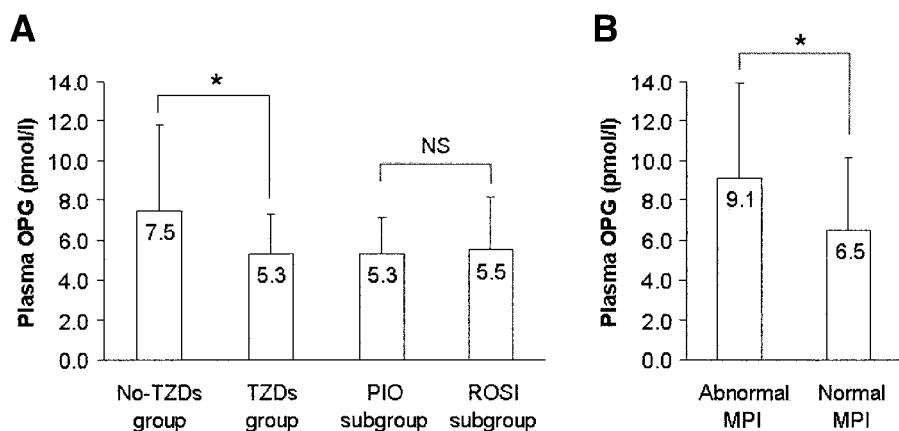 A
Plasma OPG (pmol/l)
14.0
12.0
10.0
8.0
6.0
4.0
2.0
0.0
*
NS
7.5
5.3
5.3
5.5
No-TZDs
group
TZDs
group
PIO
subgroup
ROSI
subgroup
B
Plasma OPG (pmol/l)
14.0
12.0
10.0
8.0
6.0
4.0
2.0
0.0
*
9.1
6.5
Abnormal
MPI
Normal
MPI